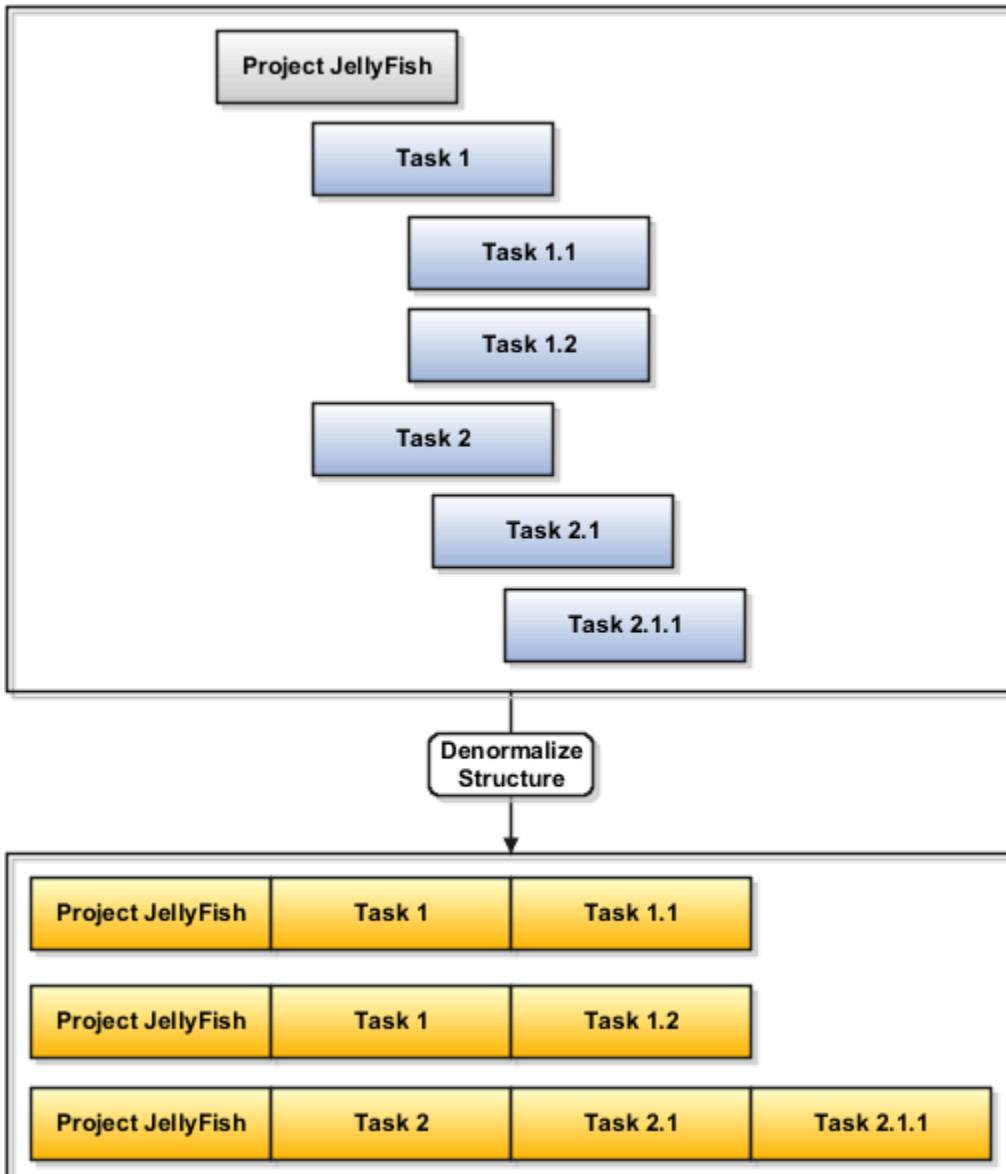 Project JellyFish
Task 1
Task 1.1
Task 1.2
Task 2
Task 2.1
Task 2.1.1
Denormalize
Structure
Project JellyFish Task 1 Task 1.1
Project JellyFish Task 1 Task 1.2
Project JellyFish Task 2 Task 2.1 Task 2.1.1